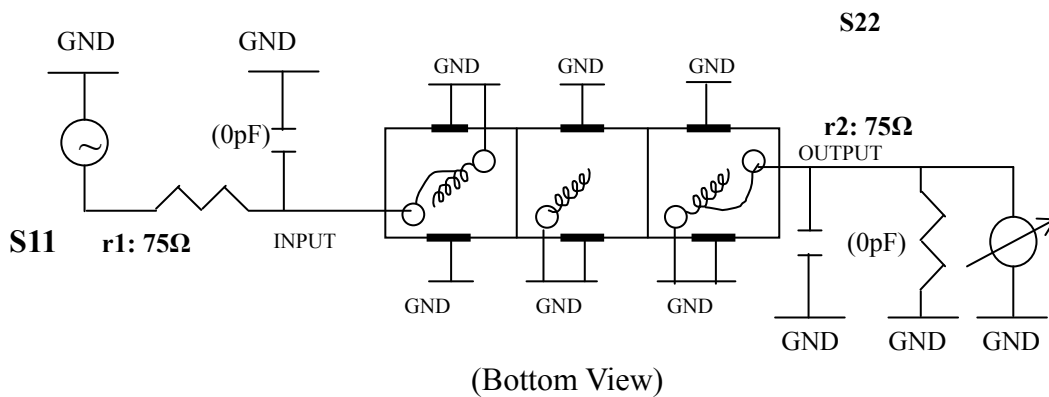 S22
GND
GND
GND
GND
GND
(0pF)
r2: 75Ω
OUTPUT
S11
r1: 75Ω
INPUT
(0pF)
GND
GND
GND
GND
GND
GND
(Bottom View)